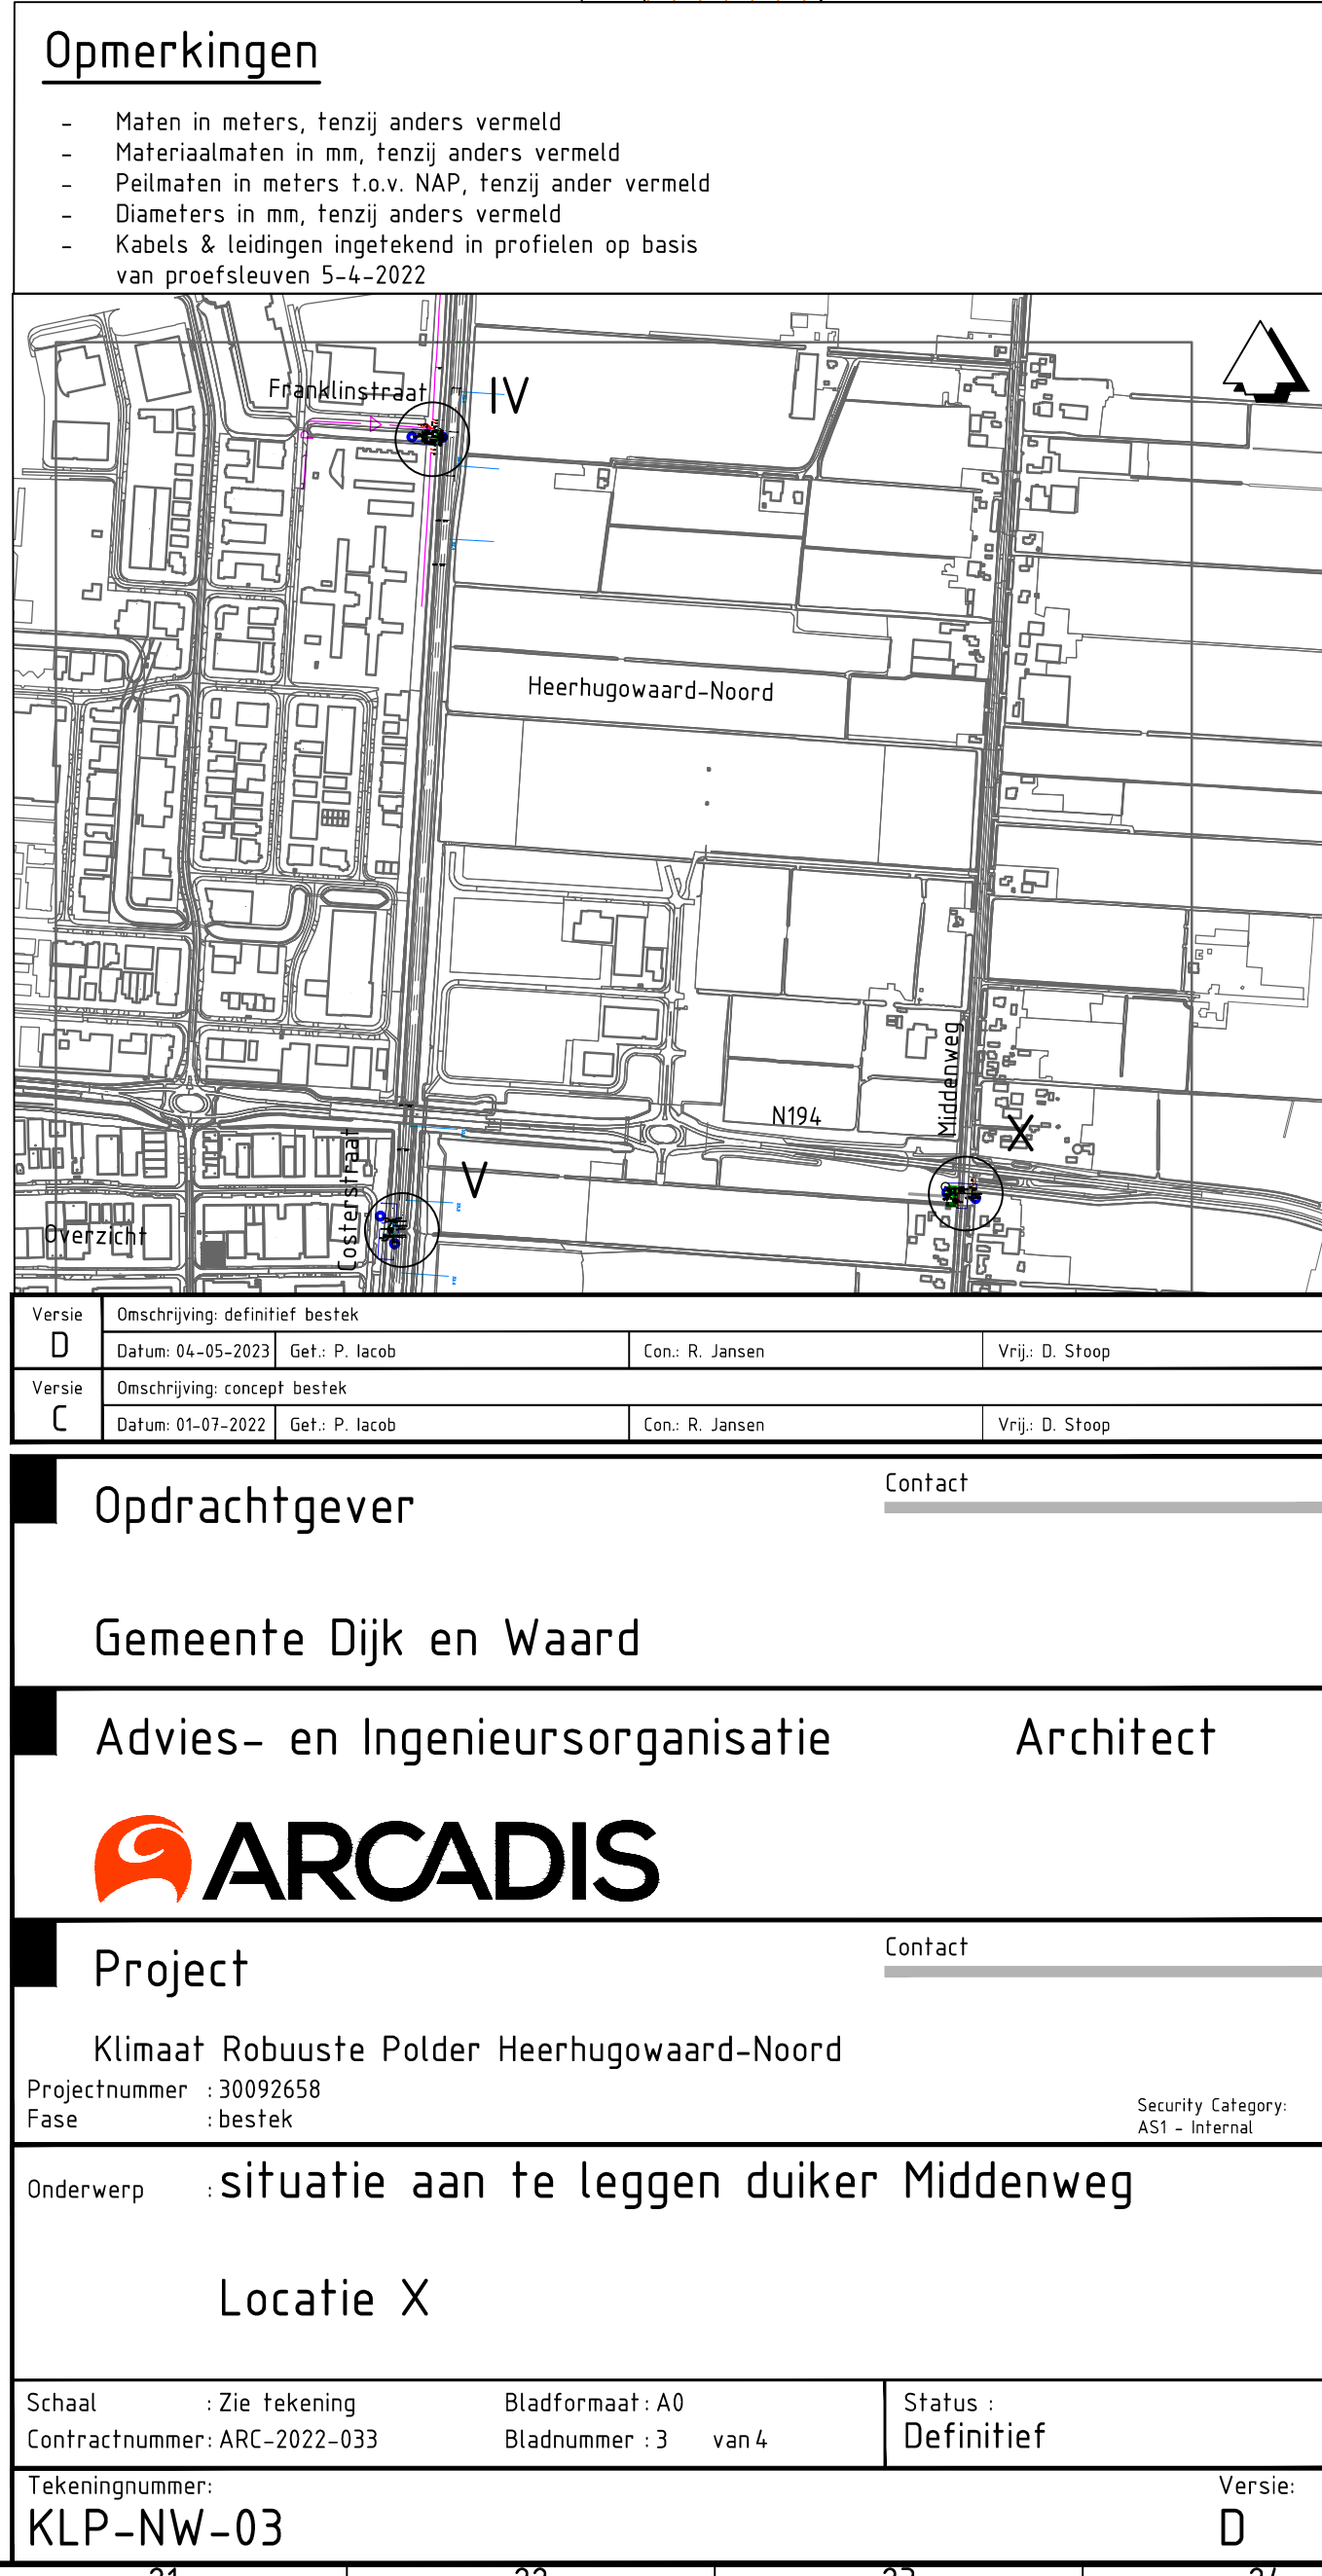 Opmerkingen
- Maten in meters, tenzij anders vermeld
- Materiaalmaten in mm, tenzij anders vermeld
- Peilmaten in meters t.o.v. NAP, tenzij ander vermeld
- Diameters in mm, tenzij anders vermeld
- Kabels & leidingen ingetekend in profielen op basis
van proefsleuven 5-4-2022
Franklinstraat
IV
Heerhugowaard-Noord
Middenweg
N194
X
Costerstraat
V
Overzicht
Versie
D
Omschrijving: definitief bestek
Datum: 04-05-2023 Get.: P. Iacob Con.: R. Jansen Vrij.: D. Stoop
Versie
C
Omschrijving: concept bestek
Datum: 01-07-2022 Get.: P. Iacob Con.: R. Jansen Vrij.: D. Stoop
Opdrachtgever
Contact
Gemeente Dijk en Waard
Advies- en Ingenieursorganisatie Architect
ARCADIS
Project
Contact
Klimaat Robuuste Polder Heerhugowaard-Noord
Projectnummer : 30092658
Fase : bestek
Security Category:
AS1 - Internal
Onderwerp : situatie aan te leggen duiker Middenweg
Locatie X
Schaal : Zie tekening Bladformaat : A0
Contractnummer: ARC-2022-033 Bladnummer : 3 van 4
Status :
Definitief
Tekeningnummer:
KLP-NW-03
Versie:
D